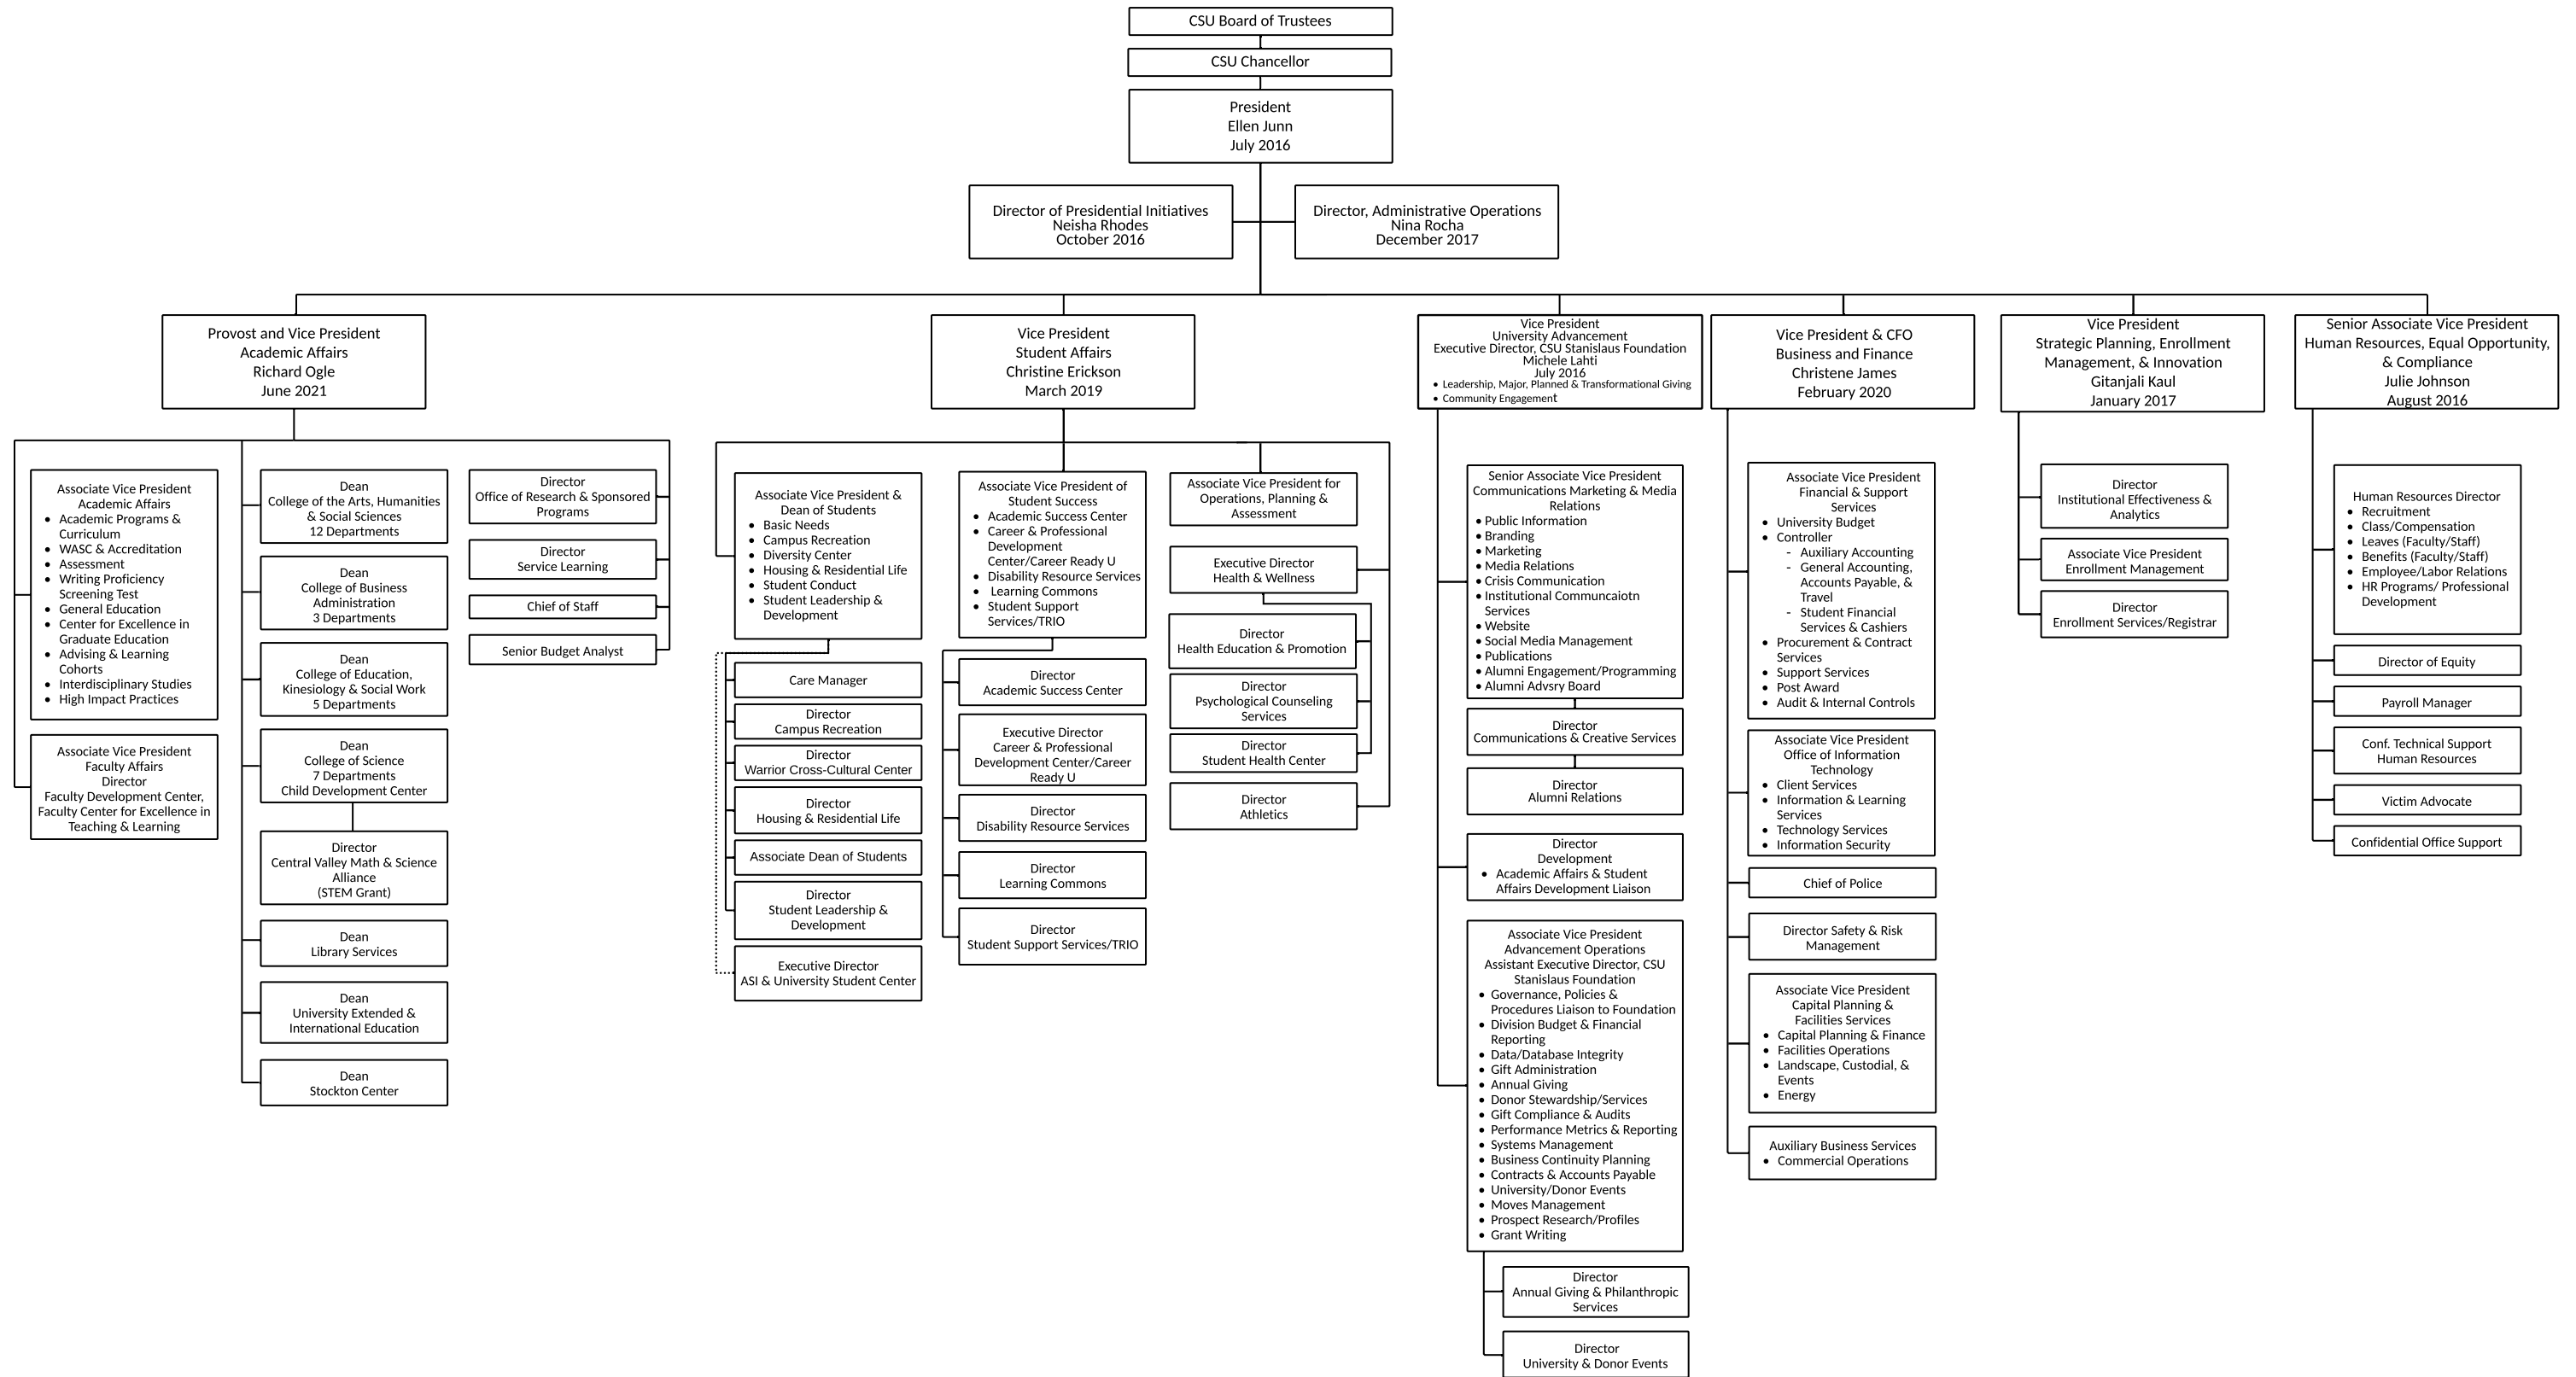 CSU Board of Trustees
CSU Chancellor
President
Ellen Junn
July 2016
Director of Presidential Initiatives
Neisha Rhodes
October 2016
Director, Administrative Operations
Nina Rocha
December 2017
Provost and Vice President
Academic Affairs
Richard Ogle
June 2021
Vice President
Student Affairs
Christine Erickson
March 2019
Vice President
University Advancement
Executive Director, CSU Stanislaus Foundation
Michele Lahti
July 2016
• Leadership, Major, Planned & Transformational Giving
• Community Engagement
Vice President & CFO
Business and Finance
Christene James
February 2020
Vice President
Strategic Planning, Enrollment
Management, & Innovation
Gitanjali Kaul
January 2017
Senior Associate Vice President
Human Resources, Equal Opportunity,
& Compliance
Julie Johnson
August 2016
Associate Vice President
Academic Affairs
• Academic Programs &
Curriculum
• WASC & Accreditation
• Assessment
• Writing Proficiency
Screening Test
• General Education
• Center for Excellence in
Graduate Education
• Advising & Learning
Cohorts
• Interdisciplinary Studies
• High Impact Practices
Associate Vice President
Faculty Affairs
Director
Faculty Development Center,
Faculty Center for Excellence in
Teaching & Learning
Dean
College of the Arts, Humanities
& Social Sciences
12 Departments
Dean
College of Business
Administration
3 Departments
Dean
College of Education,
Kinesiology & Social Work
5 Departments
Dean
College of Science
7 Departments
Child Development Center
Director
Central Valley Math & Science
Alliance
(STEM Grant)
Dean
Library Services
Dean
University Extended &
International Education
Dean
Stockton Center
Director
Office of Research & Sponsored
Programs
Director
Service Learning
Chief of Staff
Senior Budget Analyst
Associate Vice President &
Dean of Students
• Basic Needs
• Campus Recreation
• Diversity Center
• Housing & Residential Life
• Student Conduct
• Student Leadership &
Development
Care Manager
Director
Campus Recreation
Director
Warrior Cross-Cultural Center
Director
Housing & Residential Life
Associate Dean of Students
Director
Student Leadership &
Development
Executive Director
ASI & University Student Center
Associate Vice President of
Student Success
• Academic Success Center
• Career & Professional
Development
Center/Career Ready U
• Disability Resource Services
• Learning Commons
• Student Support
Services/TRIO
Director
Academic Success Center
Executive Director
Career & Professional
Development Center/Career
Ready U
Director
Disability Resource Services
Director
Learning Commons
Director
Student Support Services/TRIO
Associate Vice President for
Operations, Planning &
Assessment
Executive Director
Health & Wellness
Director
Health Education & Promotion
Director
Psychological Counseling
Services
Director
Student Health Center
Director
Athletics
Senior Associate Vice President
Communications Marketing & Media
Relations
• Public Information
• Branding
• Marketing
• Media Relations
• Crisis Communication
• Institutional Communcaiotn
Services
• Website
• Social Media Management
• Publications
• Alumni Engagement/Programming
• Alumni Advsry Board
Director
Communications & Creative Services
Director
Alumni Relations
Director
Development
• Academic Affairs & Student
Affairs Development Liaison
Associate Vice President
Advancement Operations
Assistant Executive Director, CSU
Stanislaus Foundation
• Governance, Policies &
Procedures Liaison to Foundation
• Division Budget & Financial
Reporting
• Data/Database Integrity
• Gift Administration
• Annual Giving
• Donor Stewardship/Services
• Gift Compliance & Audits
• Performance Metrics & Reporting
• Systems Management
• Business Continuity Planning
• Contracts & Accounts Payable
• University/Donor Events
• Moves Management
• Prospect Research/Profiles
• Grant Writing
Director
Annual Giving & Philanthropic
Services
Director
University & Donor Events
Associate Vice President
Financial & Support
Services
• University Budget
• Controller
- Auxiliary Accounting
- General Accounting,
Accounts Payable, &
Travel
- Student Financial
Services & Cashiers
• Procurement & Contract
Services
• Support Services
• Post Award
• Audit & Internal Controls
Associate Vice President
Office of Information
Technology
• Client Services
• Information & Learning
Services
• Technology Services
• Information Security
Chief of Police
Director Safety & Risk
Management
Associate Vice President
Capital Planning &
Facilities Services
• Capital Planning & Finance
• Facilities Operations
• Landscape, Custodial, &
Events
• Energy
Auxiliary Business Services
• Commercial Operations
Director
Institutional Effectiveness &
Analytics
Associate Vice President
Enrollment Management
Director
Enrollment Services/Registrar
Human Resources Director
• Recruitment
• Class/Compensation
• Leaves (Faculty/Staff)
• Benefits (Faculty/Staff)
• Employee/Labor Relations
• HR Programs/ Professional
Development
Director of Equity
Payroll Manager
Conf. Technical Support
Human Resources
Victim Advocate
Confidential Office Support